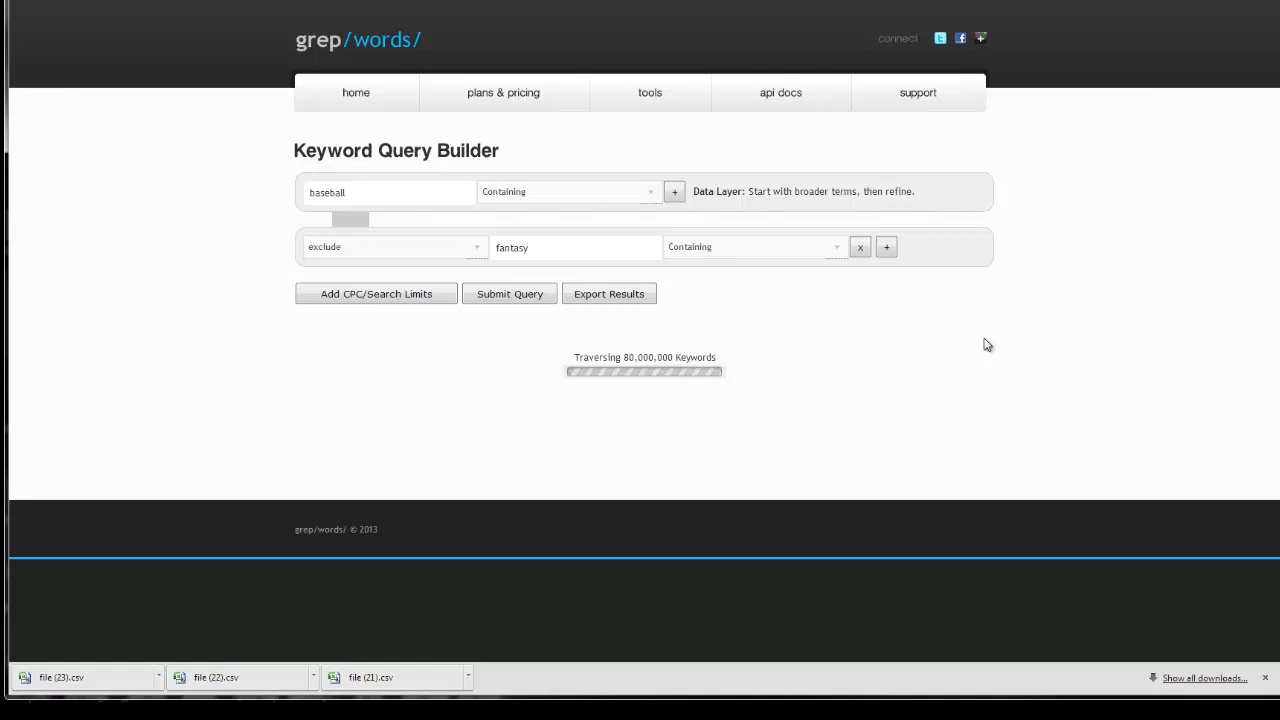 grep/words/
connect
home plans & pricing tools api docs support
Keyword Query Builder
baseball Containing + Data Layer: Start with broader terms, then refine.
exclude fantasy Containing x +
Add CPC/Search Limits Submit Query Export Results
Traversing 80,000,000 Keywords
grep/words/ © 2013
file (23).csv file (22).csv file (21).csv Show all downloads... ×